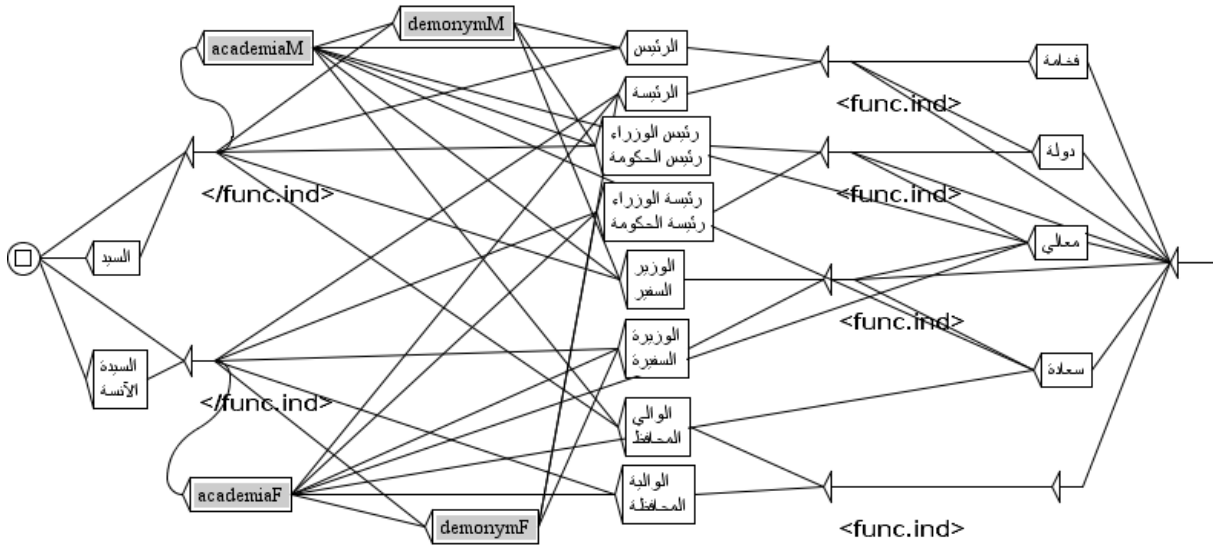 demonymM
academiaM
الرئيس
فخامة
<func.ind>
الرئيسة
رئيس الوزراء
رئيس الحكومة
دولة
</func.ind>
<func.ind>
رئيسة الوزراء
رئيسة الحكومة
معالي
السيد
الوزير
السفير
<func.ind>
الوزيرة
السفيرة
السيدة
الآنسة
سعادة
</func.ind>
الوالي
المحافظ
academiaF
الوالية
المحافظة
demonymF
<func.ind>